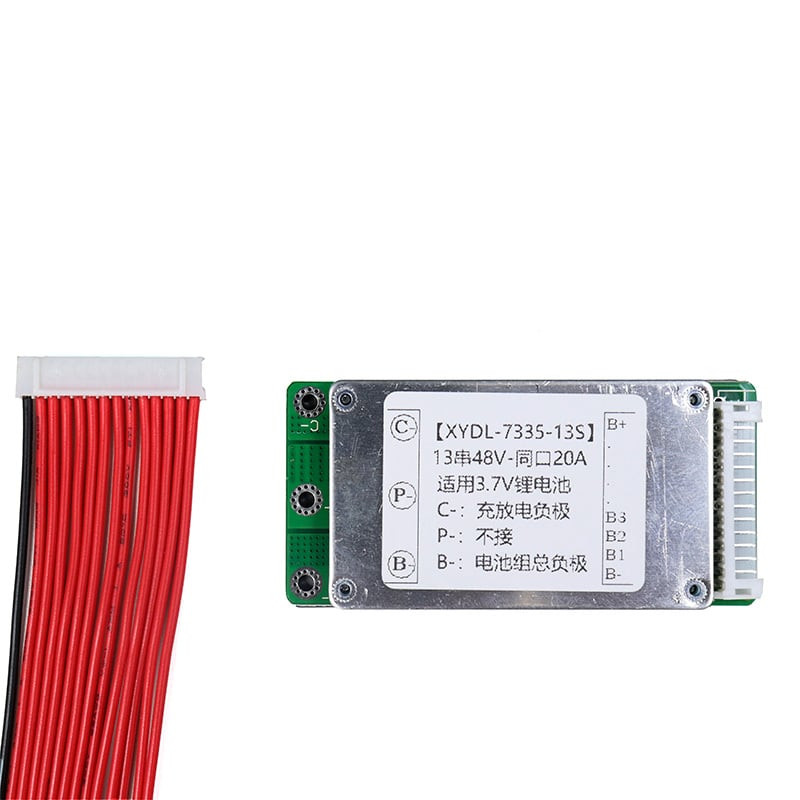 【XYDL-7335-13S】
13串48V-同口20A
适用3.7V锂电池
C-：充放电负极
P-：不接
B-：电池组总负极
C-
P-
B-
B+
.
.
.
B3
B2
B1
B-
C-